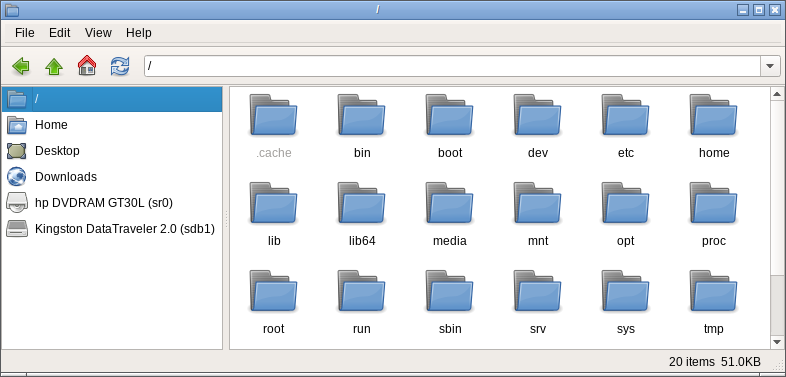 /
File Edit View Help
/
/
Home
Desktop
Downloads
hp DVDRAM GT30L (sr0)
Kingston DataTraveler 2.0 (sdb1)
.cache bin boot dev etc home
lib lib64 media mnt opt proc
root run sbin srv sys tmp
20 items 51.0KB